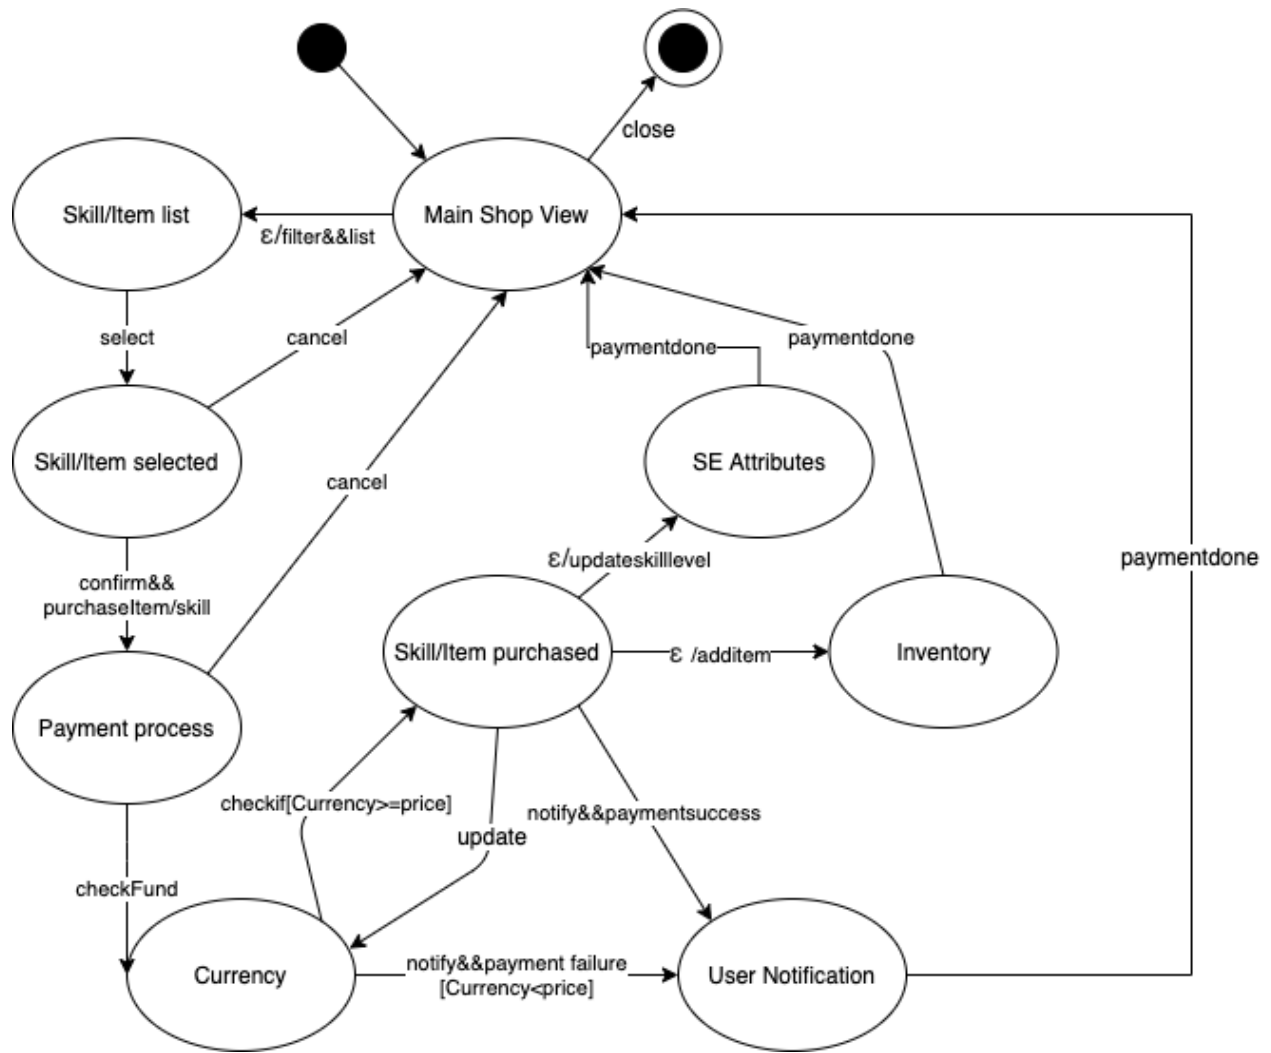 close
Skill/Item list
Main Shop View
ε/filter&&list
select
cancel
paymentdone
paymentdone
Skill/Item selected
SE Attributes
cancel
ε/updateskilllevel
paymentdone
confirm&&
purchaseItem/skill
Skill/Item purchased
ε /additem
Inventory
Payment process
checkif[Currency>=price]
notify&&paymentsuccess
update
checkFund
notify&&payment failure
[Currency<price]
Currency
User Notification